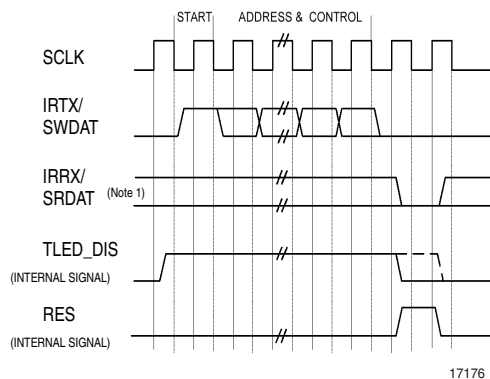 START ADDRESS & CONTROL
SCLK
IRTX/
SWDAT
IRRX/
SRDAT (Note 1)
TLED_DIS
(INTERNAL SIGNAL)
RES
(INTERNAL SIGNAL)
17176